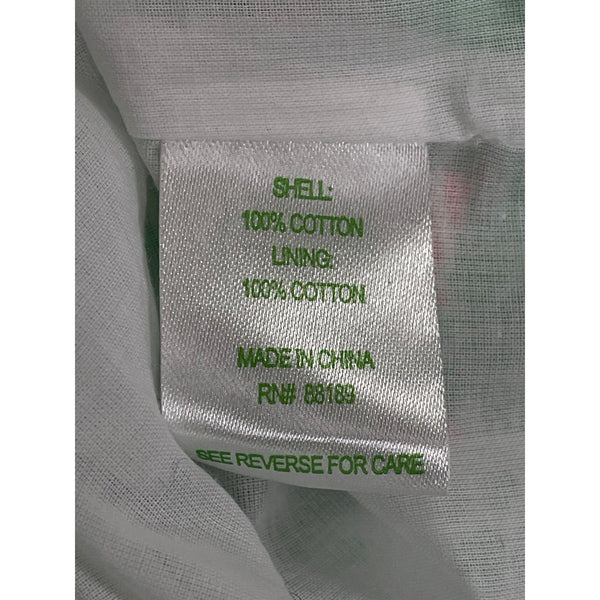 SHELL:
100% COTTON
LINING:
100% COTTON
MADE IN CHINA
RN# 88189
SEE REVERSE FOR CARE